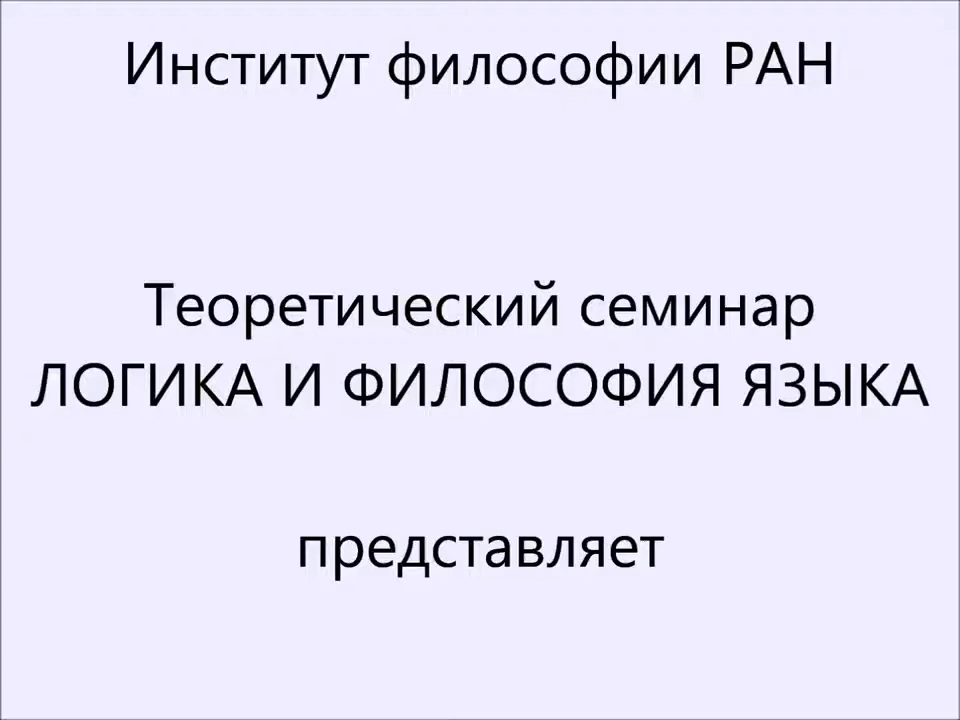 Институт философии РАН
Теоретический семинар
ЛОГИКА И ФИЛОСОФИЯ ЯЗЫКА
представляет